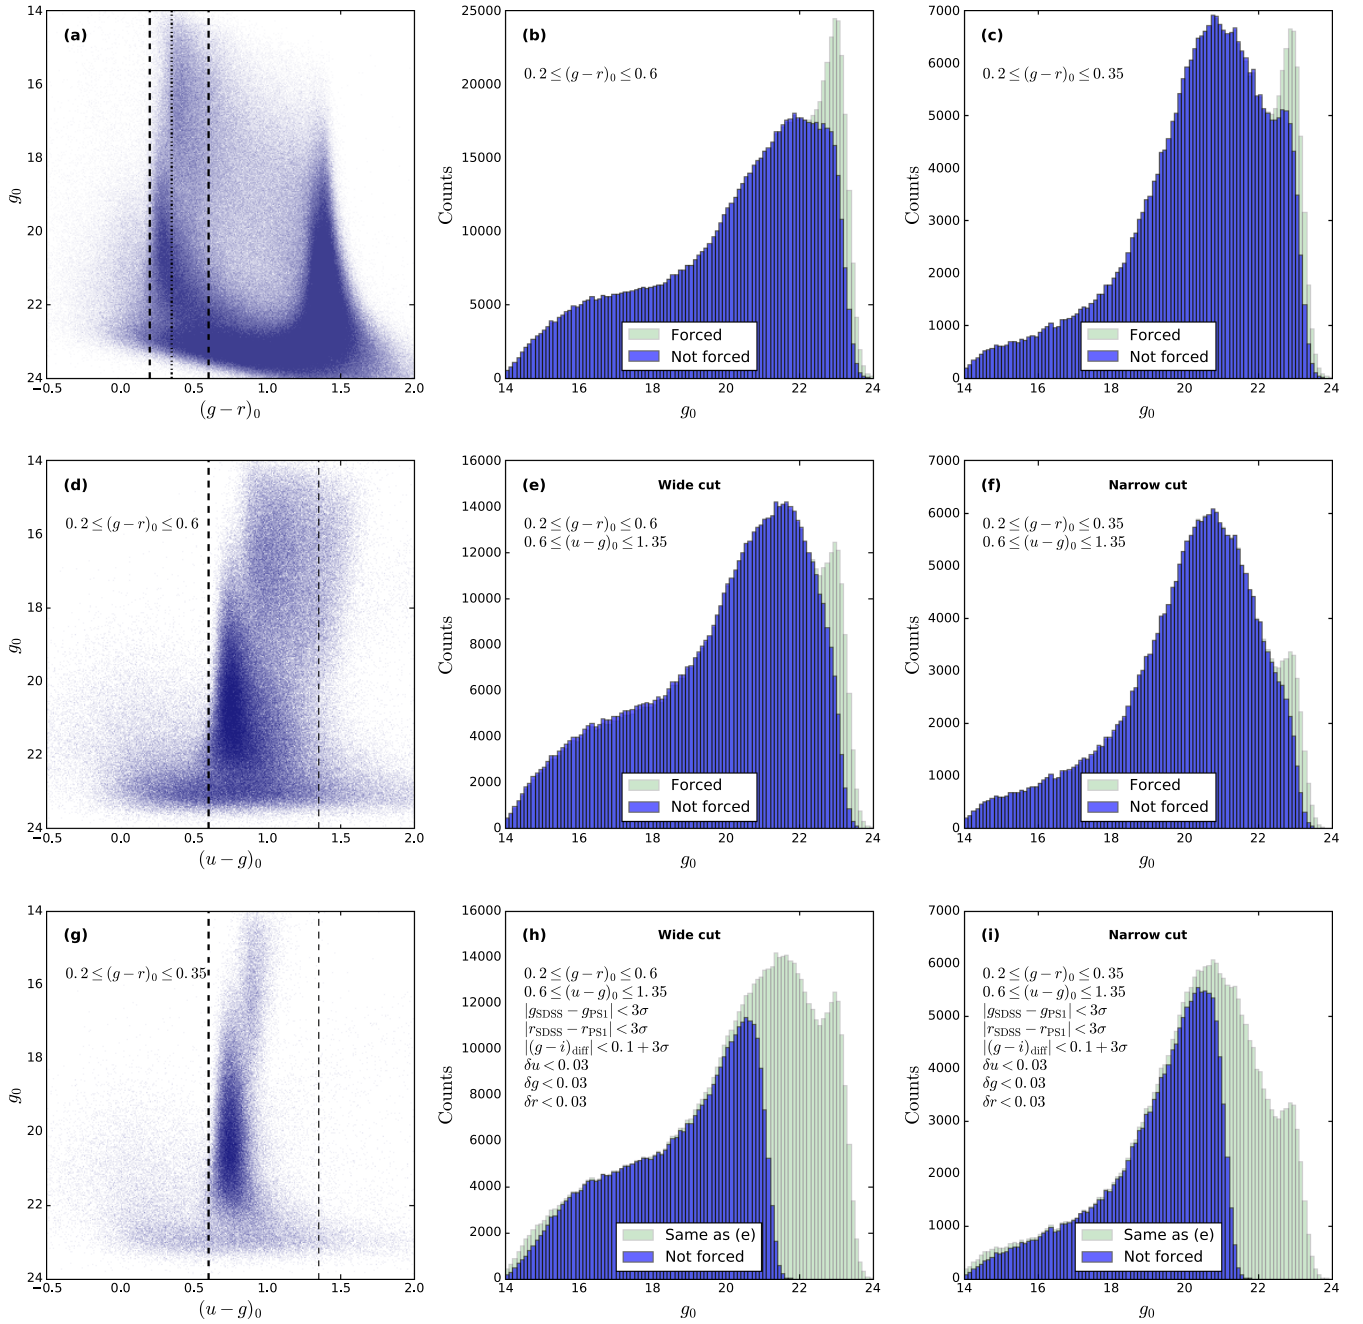 (a)
14
16
18
20
22
24
g₀
−0.5
0.0
0.5
1.0
1.5
2.0
(g − r)₀
(b)
0.2 ≤ (g − r)₀ ≤ 0.6
25000
20000
15000
10000
5000
0
Counts
Forced
Not forced
14
16
18
20
22
24
g₀
(c)
0.2 ≤ (g − r)₀ ≤ 0.35
7000
6000
5000
4000
3000
2000
1000
0
Counts
Forced
Not forced
14
16
18
20
22
24
g₀
(d)
0.2 ≤ (g − r)₀ ≤ 0.6
14
16
18
20
22
24
g₀
−0.5
0.0
0.5
1.0
1.5
2.0
(u − g)₀
(e)
Wide cut
0.2 ≤ (g − r)₀ ≤ 0.6
0.6 ≤ (u − g)₀ ≤ 1.35
16000
14000
12000
10000
8000
6000
4000
2000
0
Counts
Forced
Not forced
14
16
18
20
22
24
g₀
(f)
Narrow cut
0.2 ≤ (g − r)₀ ≤ 0.35
0.6 ≤ (u − g)₀ ≤ 1.35
7000
6000
5000
4000
3000
2000
1000
0
Counts
Forced
Not forced
14
16
18
20
22
24
g₀
(g)
0.2 ≤ (g − r)₀ ≤ 0.35
14
16
18
20
22
24
g₀
−0.5
0.0
0.5
1.0
1.5
2.0
(u − g)₀
(h)
Wide cut
0.2 ≤ (g − r)₀ ≤ 0.6
0.6 ≤ (u − g)₀ ≤ 1.35
|g_SDSS − g_PS1| < 3σ
|r_SDSS − r_PS1| < 3σ
|(g − i)_diff| < 0.1 + 3σ
δu < 0.03
δg < 0.03
δr < 0.03
16000
14000
12000
10000
8000
6000
4000
2000
0
Counts
Same as (e)
Not forced
14
16
18
20
22
24
g₀
(i)
Narrow cut
0.2 ≤ (g − r)₀ ≤ 0.35
0.6 ≤ (u − g)₀ ≤ 1.35
|g_SDSS − g_PS1| < 3σ
|r_SDSS − r_PS1| < 3σ
|(g − i)_diff| < 0.1 + 3σ
δu < 0.03
δg < 0.03
δr < 0.03
7000
6000
5000
4000
3000
2000
1000
0
Counts
Same as (e)
Not forced
14
16
18
20
22
24
g₀